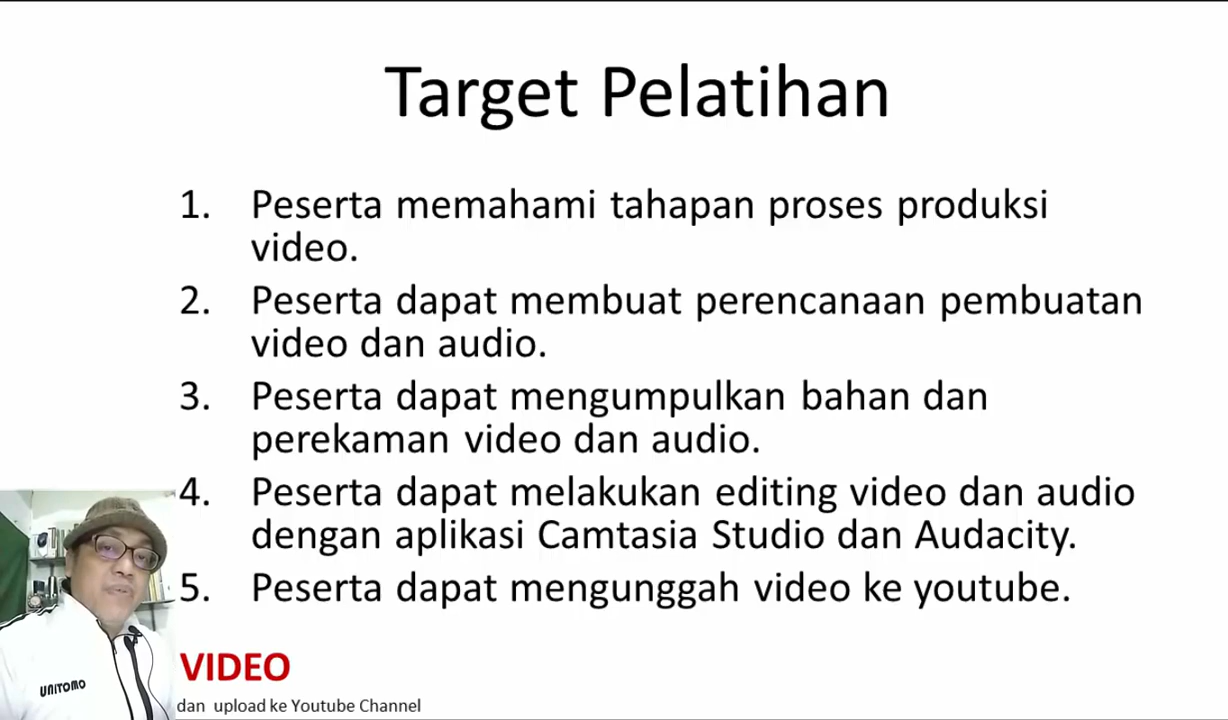 Target Pelatihan
1. Peserta memahami tahapan proses produksi
video.
2. Peserta dapat membuat perencanaan pembuatan
video dan audio.
3. Peserta dapat mengumpulkan bahan dan
perekaman video dan audio.
4. Peserta dapat melakukan editing video dan audio
dengan aplikasi Camtasia Studio dan Audacity.
5. Peserta dapat mengunggah video ke youtube.
VIDEO
UNITOMO
dan upload ke Youtube Channel